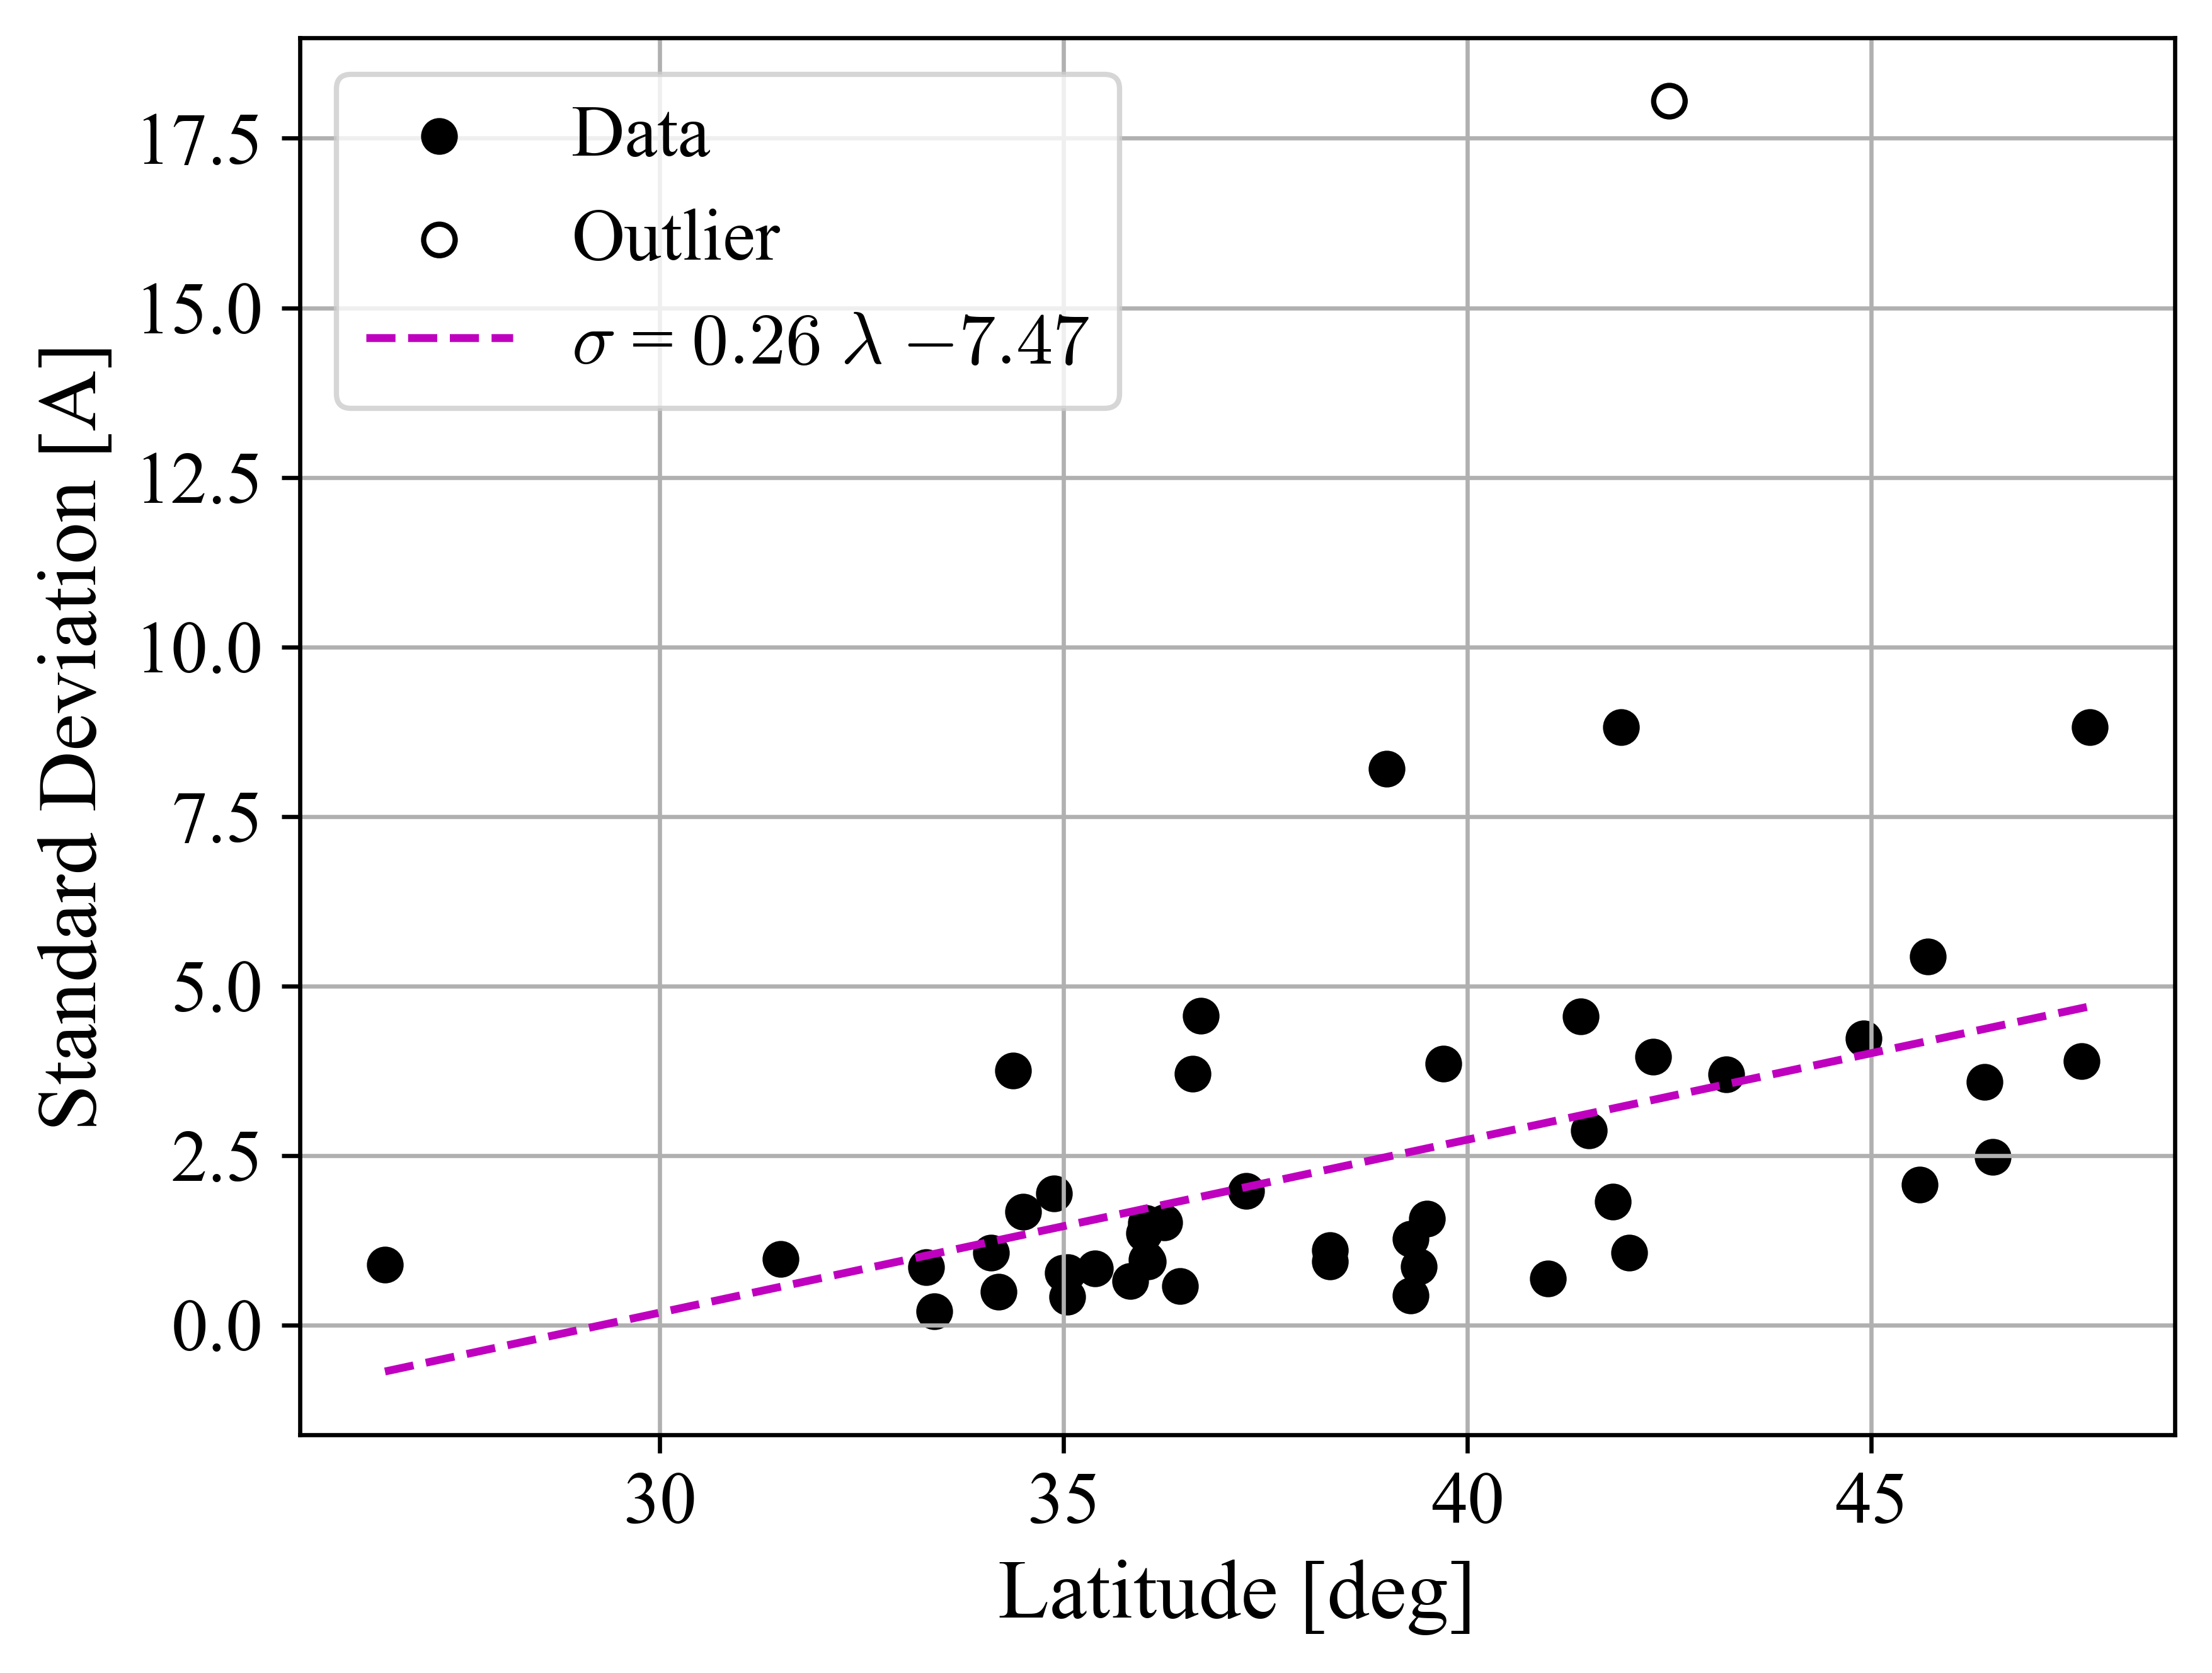 Data
Outlier
σ = 0.26 λ −7.47
17.5
15.0
12.5
10.0
7.5
5.0
2.5
0.0
Standard Deviation [A]
30 35 40 45
Latitude [deg]